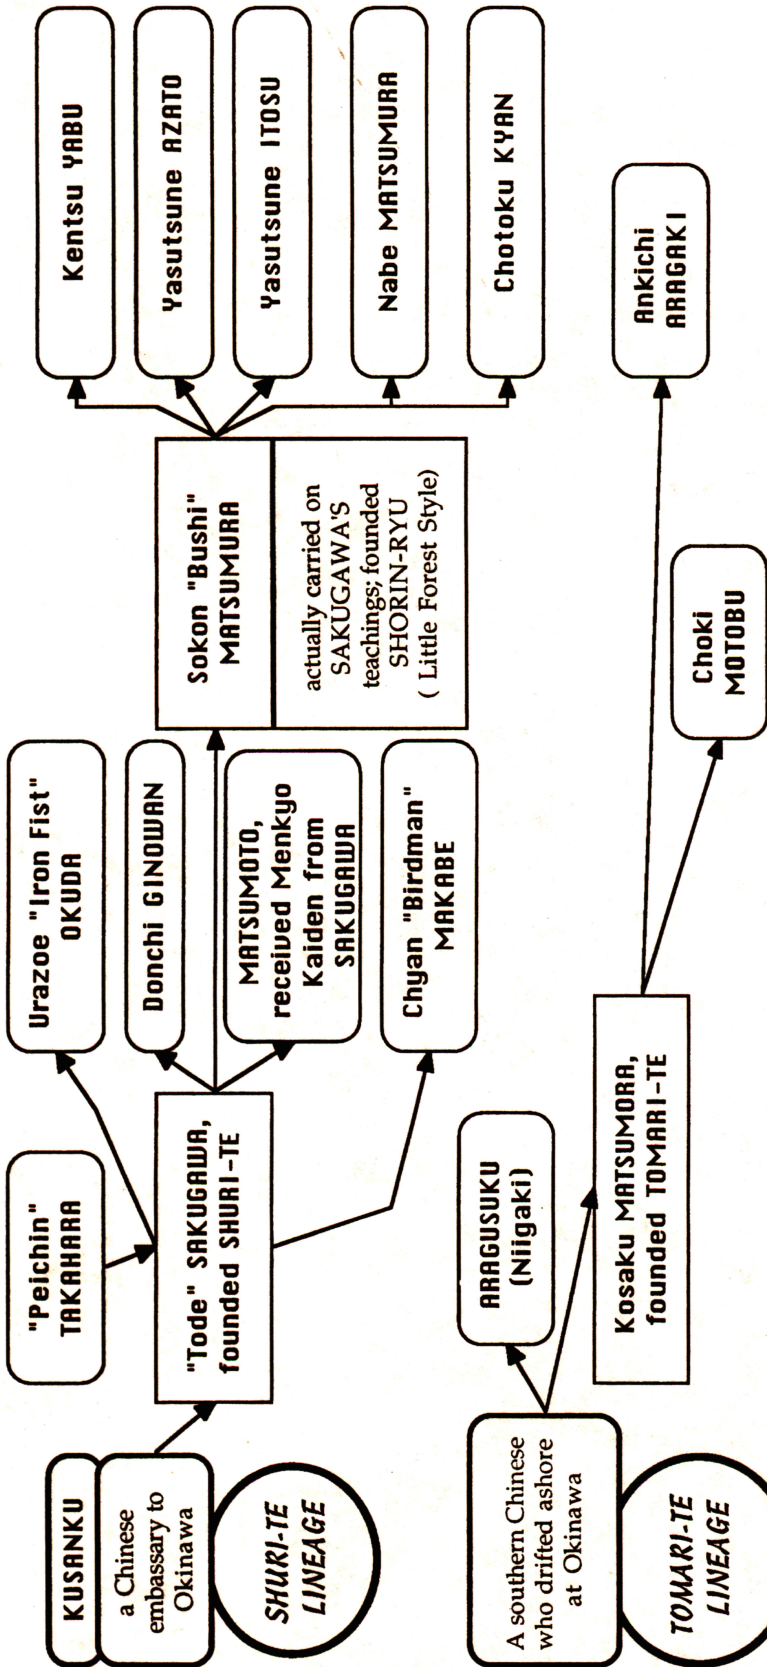 KUSANKU
a Chinese
embassary to
Okinawa
SHURI-TE
LINEAGE
"Peichin"
TAKAHARA
"Tode" SAKUGAWA,
founded SHURI-TE
Urazoe "Iron Fist"
OKUDA
Donchi GINOWAN
MATSUMOTO,
received Menkyo
Kaiden from
SAKUGAWA
Chyan "Birdman"
MAKABE
Sokon "Bushi"
MATSUMURA
actually carried on
SAKUGAWA'S
teachings; founded
SHORIN-RYU
( Little Forest Style)
Kentsu YABU
Yasutsune AZATO
Yasutsune ITOSU
Nabe MATSUMURA
Chotoku KYAN
A southern Chinese
who drifted ashore
at Okinawa
TOMARI-TE
LINEAGE
ARAGUSUKU
(Niigaki)
Kosaku MATSUMORA,
founded TOMARI-TE
Choki
MOTOBU
Ankichi
ARAGAKI